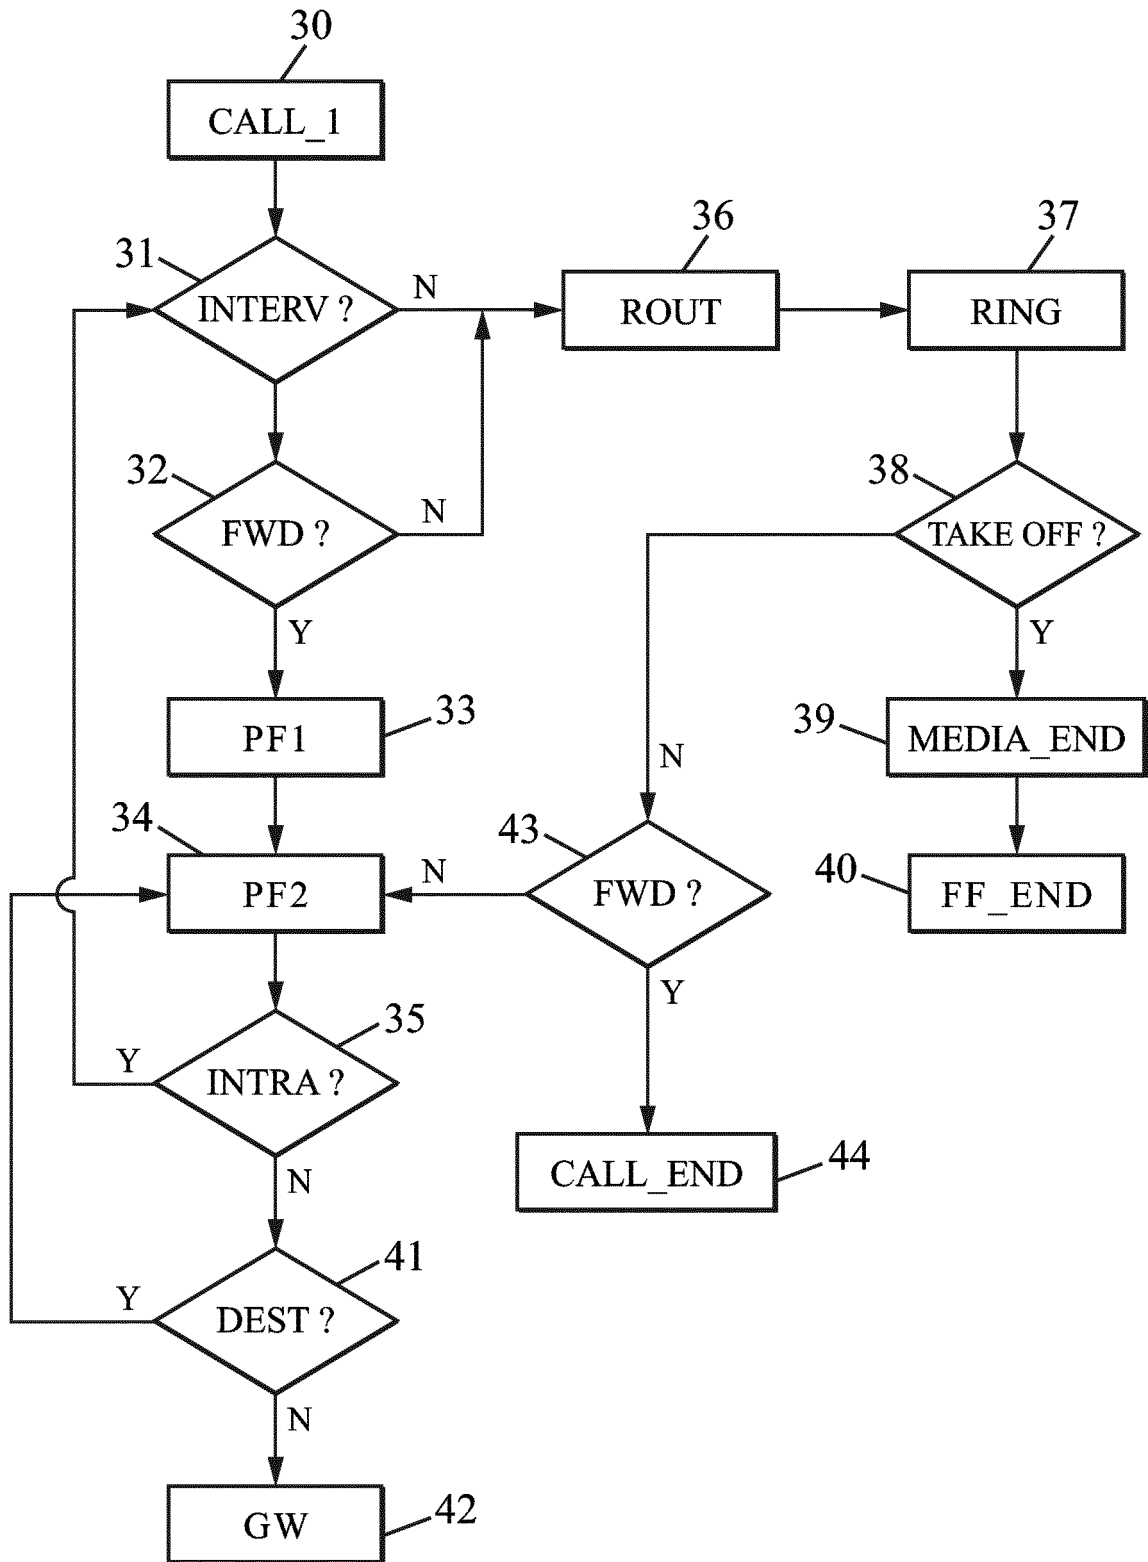 30
CALL_1
31
INTERV ?
N
36
ROUT
37
RING
32
FWD ?
N
Y
38
TAKE OFF ?
Y
N
33
PF1
39
MEDIA_END
34
PF2
N
43
FWD ?
Y
40
FF_END
35
INTRA ?
Y
N
CALL_END
44
41
DEST ?
Y
N
GW
42